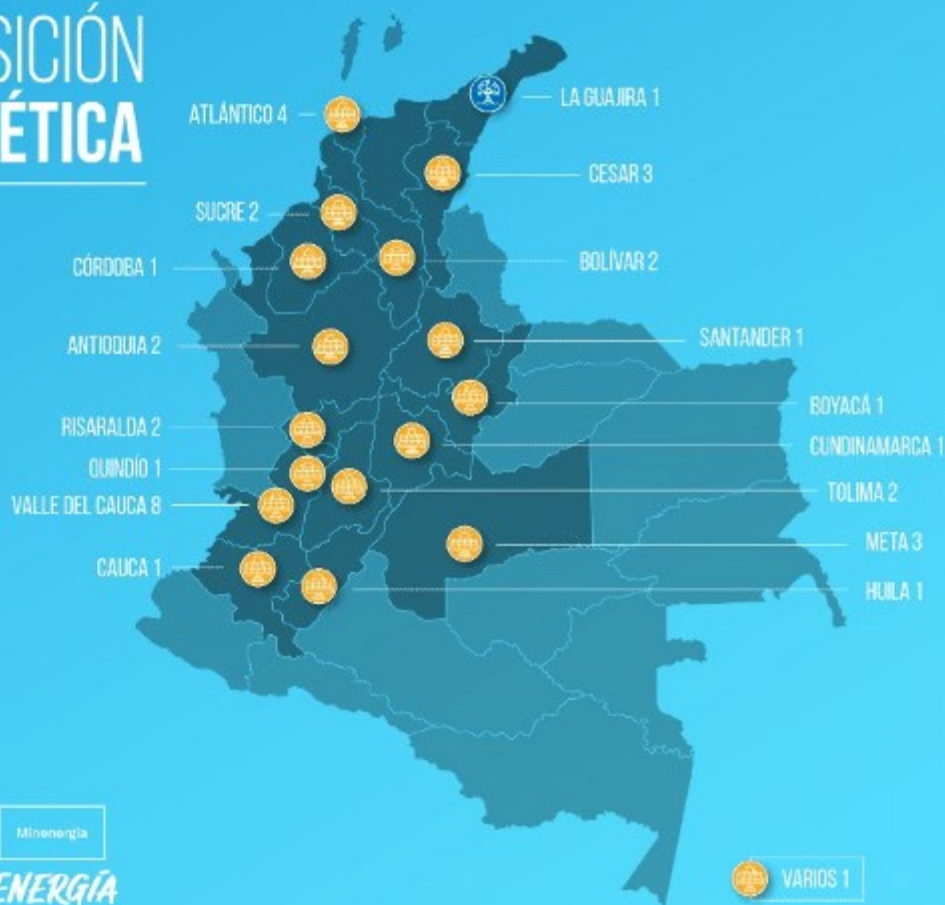 SICIÓN
ÉTICA
ATLÁNTICO 4
LA GUAJIRA 1
CESAR 3
SUCRE 2
CÓRDOBA 1
BOLÍVAR 2
ANTIOQUIA 2
SANTANDER 1
BOYACÁ 1
RISARALDA 2
CUNDINAMARCA 1
QUINDÍO 1
TOLIMA 2
VALLE DEL CAUCA 8
META 3
CAUCA 1
HUILA 1
Minenergía
ENERGÍA
VARIOS 1